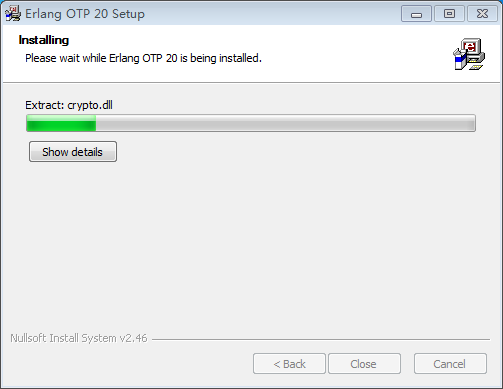 Erlang OTP 20 Setup
Installing
Please wait while Erlang OTP 20 is being installed.
Extract: crypto.dll
Show details
Nullsoft Install System v2.46
< Back
Close
Cancel